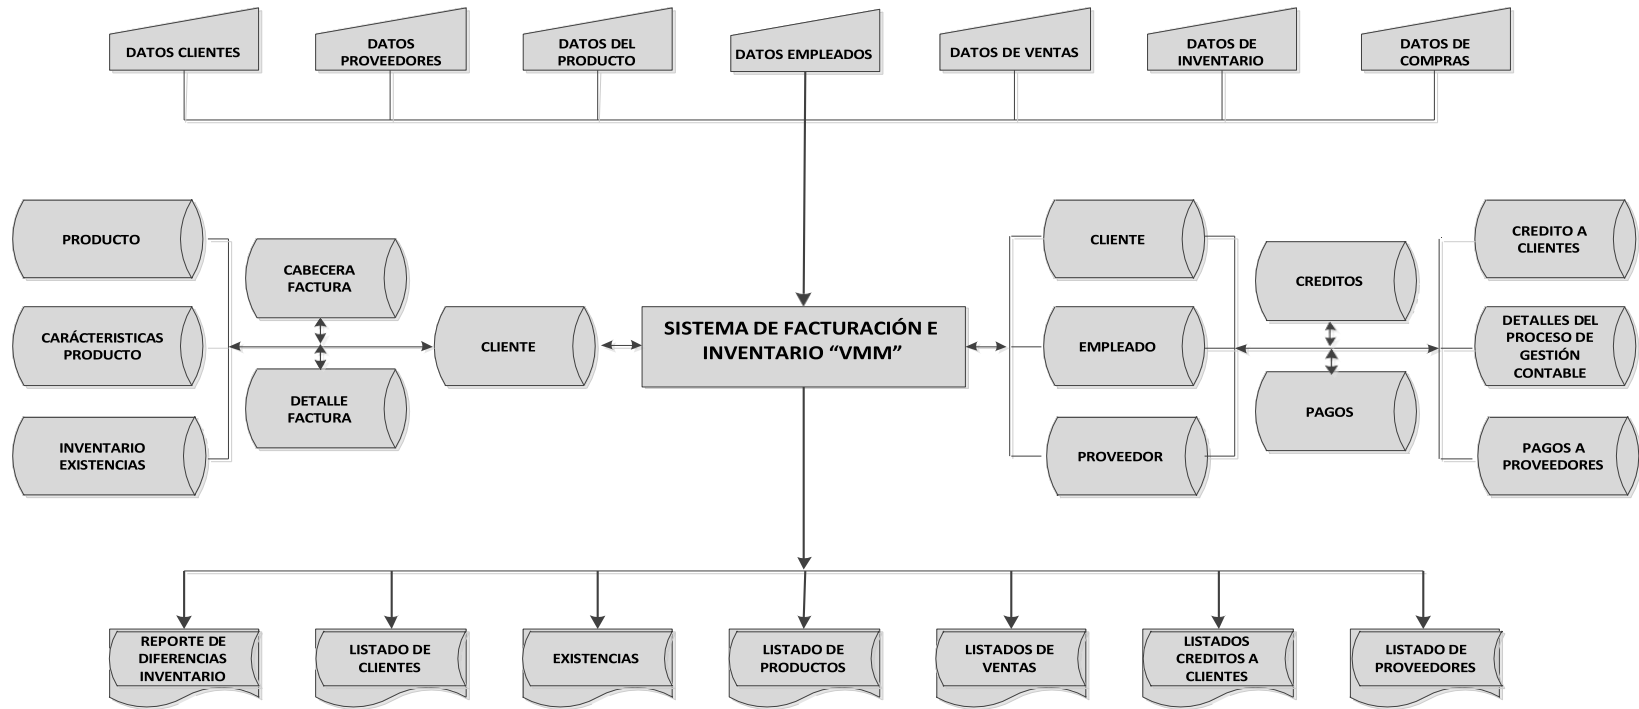 DATOS CLIENTES
DATOS
PROVEEDORES
DATOS DEL
PRODUCTO
DATOS EMPLEADOS
DATOS DE VENTAS
DATOS DE
INVENTARIO
DATOS DE
COMPRAS
PRODUCTO
CARÁCTERISTICAS
PRODUCTO
INVENTARIO
EXISTENCIAS
CABECERA
FACTURA
DETALLE
FACTURA
CLIENTE
SISTEMA DE FACTURACIÓN E
INVENTARIO “VMM”
CLIENTE
EMPLEADO
PROVEEDOR
CREDITOS
PAGOS
CREDITO A
CLIENTES
DETALLES DEL
PROCESO DE
GESTIÓN
CONTABLE
PAGOS A
PROVEEDORES
REPORTE DE
DIFERENCIAS
INVENTARIO
LISTADO DE
CLIENTES
EXISTENCIAS
LISTADO DE
PRODUCTOS
LISTADOS DE
VENTAS
LISTADOS
CREDITOS A
CLIENTES
LISTADO DE
PROVEEDORES